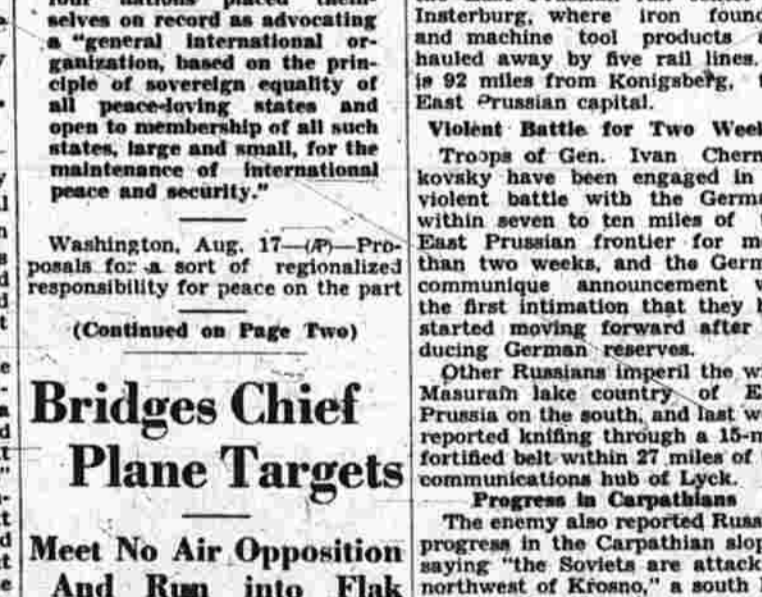 selves on record as advocating
a "general international or-
ganization, based on the prin-
ciple of sovereign equality of
all peace-loving states and
open to membership of all such
states, large and small, for the
maintenance of international
peace and security."
Washington, Aug. 17—(AP)—Pro-
posals for a sort of regionalized
responsibility for peace on the part
(Continued on Page Two)
Bridges Chief
Plane Targets
Meet No Air Opposition
And Run into Flak
Insterburg, where iron
and machine tool products
hauled away by five rail lines.
is 92 miles from Konigsberg,
East Prussian capital.
Violent Battle for Two
Troops of Gen. Ivan Chern
kovsky have been engaged in
violent battle with the
within seven to ten miles of
East Prussian frontier for
than two weeks, and the
communique announcement
the first intimation that they
started moving forward after
ducing German reserves.
Other Russians imperil the
Masurain lake country of
Prussia on the south, and last
reported knifing through a 15-
fortified belt within 27 miles of
communications hub of Lyck.
Progress in Carpathians
The enemy also reported
progress in the Carpathian
saying "the Soviets are
northwest of Krosno," a south